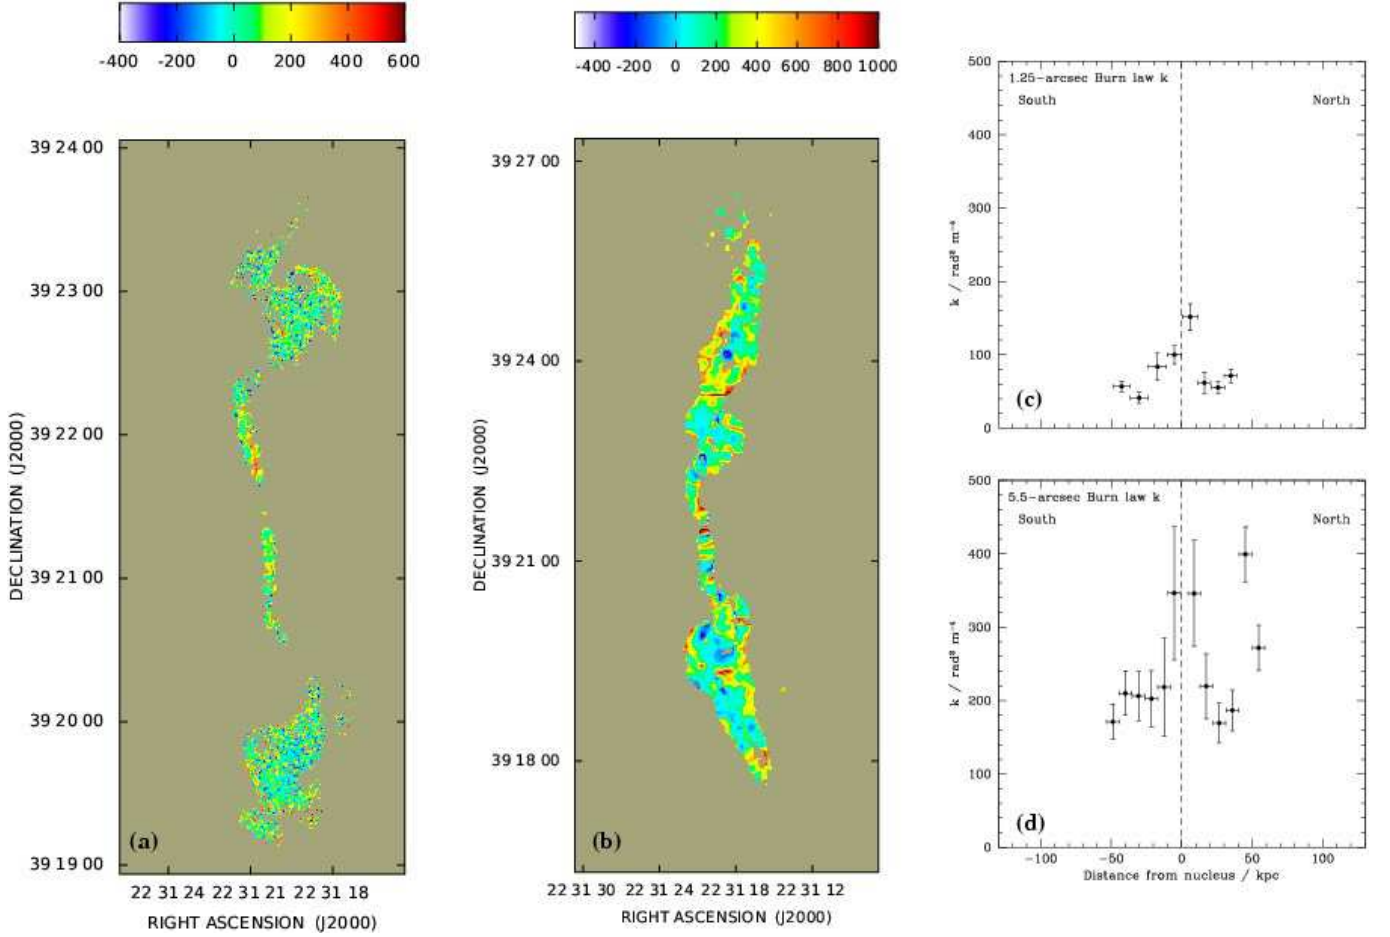 -400 -200 0 200 400 600
-400 -200 0 200 400 600 800 1000
39 24 00
39 23 00
39 22 00
39 21 00
39 20 00
39 19 00
DECLINATION (J2000)
(a)
22 31 24 22 31 21 22 31 18
RIGHT ASCENSION (J2000)
39 27 00
39 24 00
39 21 00
39 18 00
DECLINATION (J2000)
(b)
22 31 30 22 31 24 22 31 18 22 31 12
RIGHT ASCENSION (J2000)
500
400
300
200
100
0
k / rad² m⁻⁴
1.25-arcsec Burn law k
South North
(c)
500
400
300
200
100
0
k / rad² m⁻⁴
5.5-arcsec Burn law k
South North
(d)
-100 -50 0 50 100
Distance from nucleus / kpc